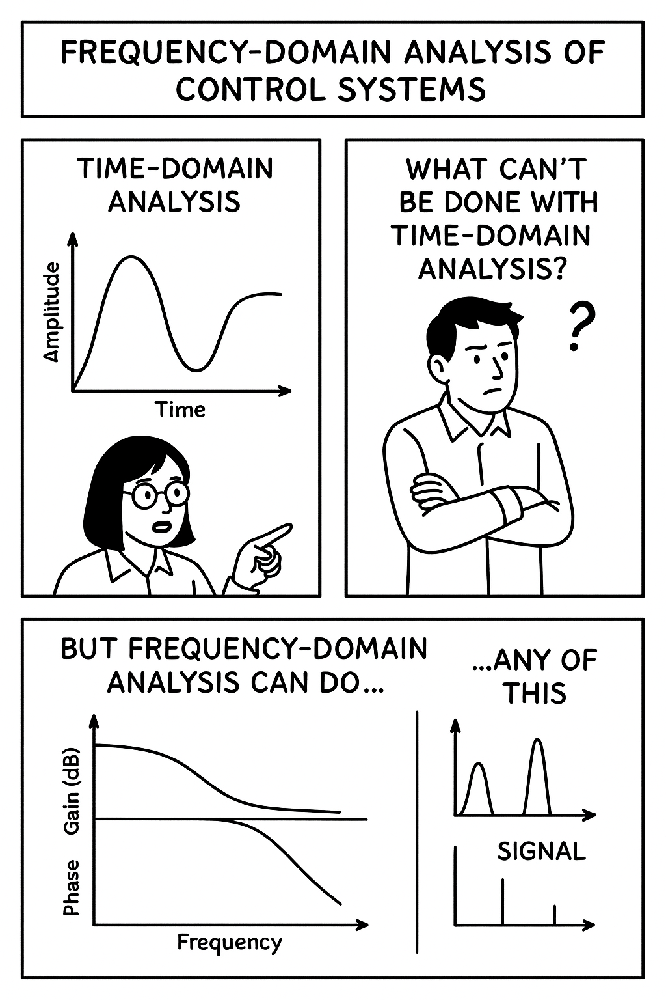 FREQUENCY-DOMAIN ANALYSIS OF
CONTROL SYSTEMS
TIME-DOMAIN
ANALYSIS
Amplitude
Time
WHAT CAN'T
BE DONE WITH
TIME-DOMAIN
ANALYSIS?
?
BUT FREQUENCY-DOMAIN
ANALYSIS CAN DO...
Gain (dB)
Phase
Frequency
...ANY OF
THIS
SIGNAL